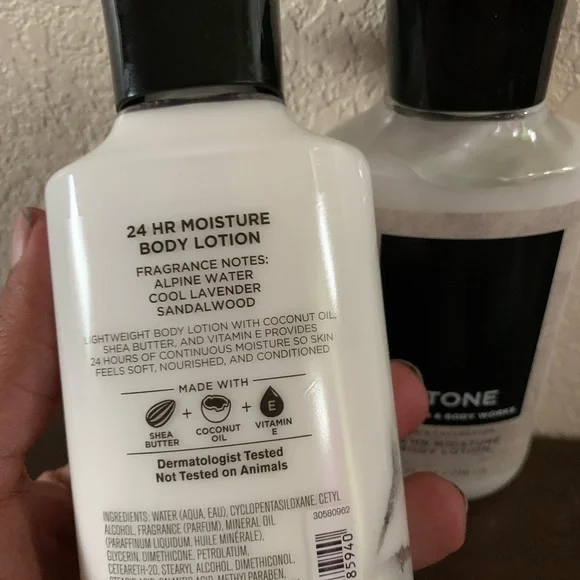 24 HR MOISTURE
BODY LOTION
FRAGRANCE NOTES:
ALPINE WATER
COOL LAVENDER
SANDALWOOD
LIGHTWEIGHT BODY LOTION WITH COCONUT OIL,
SHEA BUTTER, AND VITAMIN E PROVIDES
24 HOURS OF CONTINUOUS MOISTURE SO SKIN
FEELS SOFT, NOURISHED, AND CONDITIONED
MADE WITH
+ + E
SHEA BUTTER
COCONUT OIL
VITAMIN E
Dermatologist Tested
Not Tested on Animals
INGREDIENTS: WATER (AQUA, EAU), CYCLOPENTASILOXANE, CETYL
ALCOHOL, FRAGRANCE (PARFUM), MINERAL OIL
(PARAFFINUM LIQUIDUM, HUILE MINÉRALE),
GLYCERIN, DIMETHICONE, PETROLATUM,
CETEARETH-20, STEARYL ALCOHOL, DIMETHICONOL,
30580962
85940
TONE
& BODY WORKS
HR MOISTURE
BODY LOTION